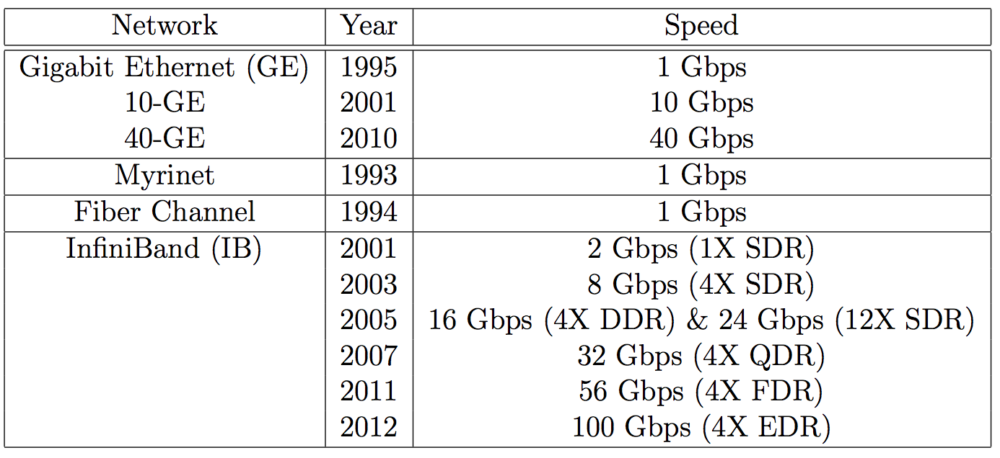 Network Year Speed
Gigabit Ethernet (GE) 1995 1 Gbps
10-GE 2001 10 Gbps
40-GE 2010 40 Gbps
Myrinet 1993 1 Gbps
Fiber Channel 1994 1 Gbps
InfiniBand (IB) 2001 2 Gbps (1X SDR)
2003 8 Gbps (4X SDR)
2005 16 Gbps (4X DDR) & 24 Gbps (12X SDR)
2007 32 Gbps (4X QDR)
2011 56 Gbps (4X FDR)
2012 100 Gbps (4X EDR)